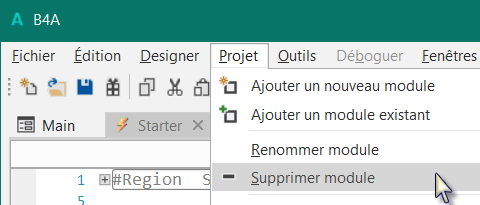 A B4A
Fichier Édition Designer Projet Outils Déboguer Fenêtres
Ajouter un nouveau module
Ajouter un module existant
Main Starter
Renommer module
1 #Region S
Supprimer module
5